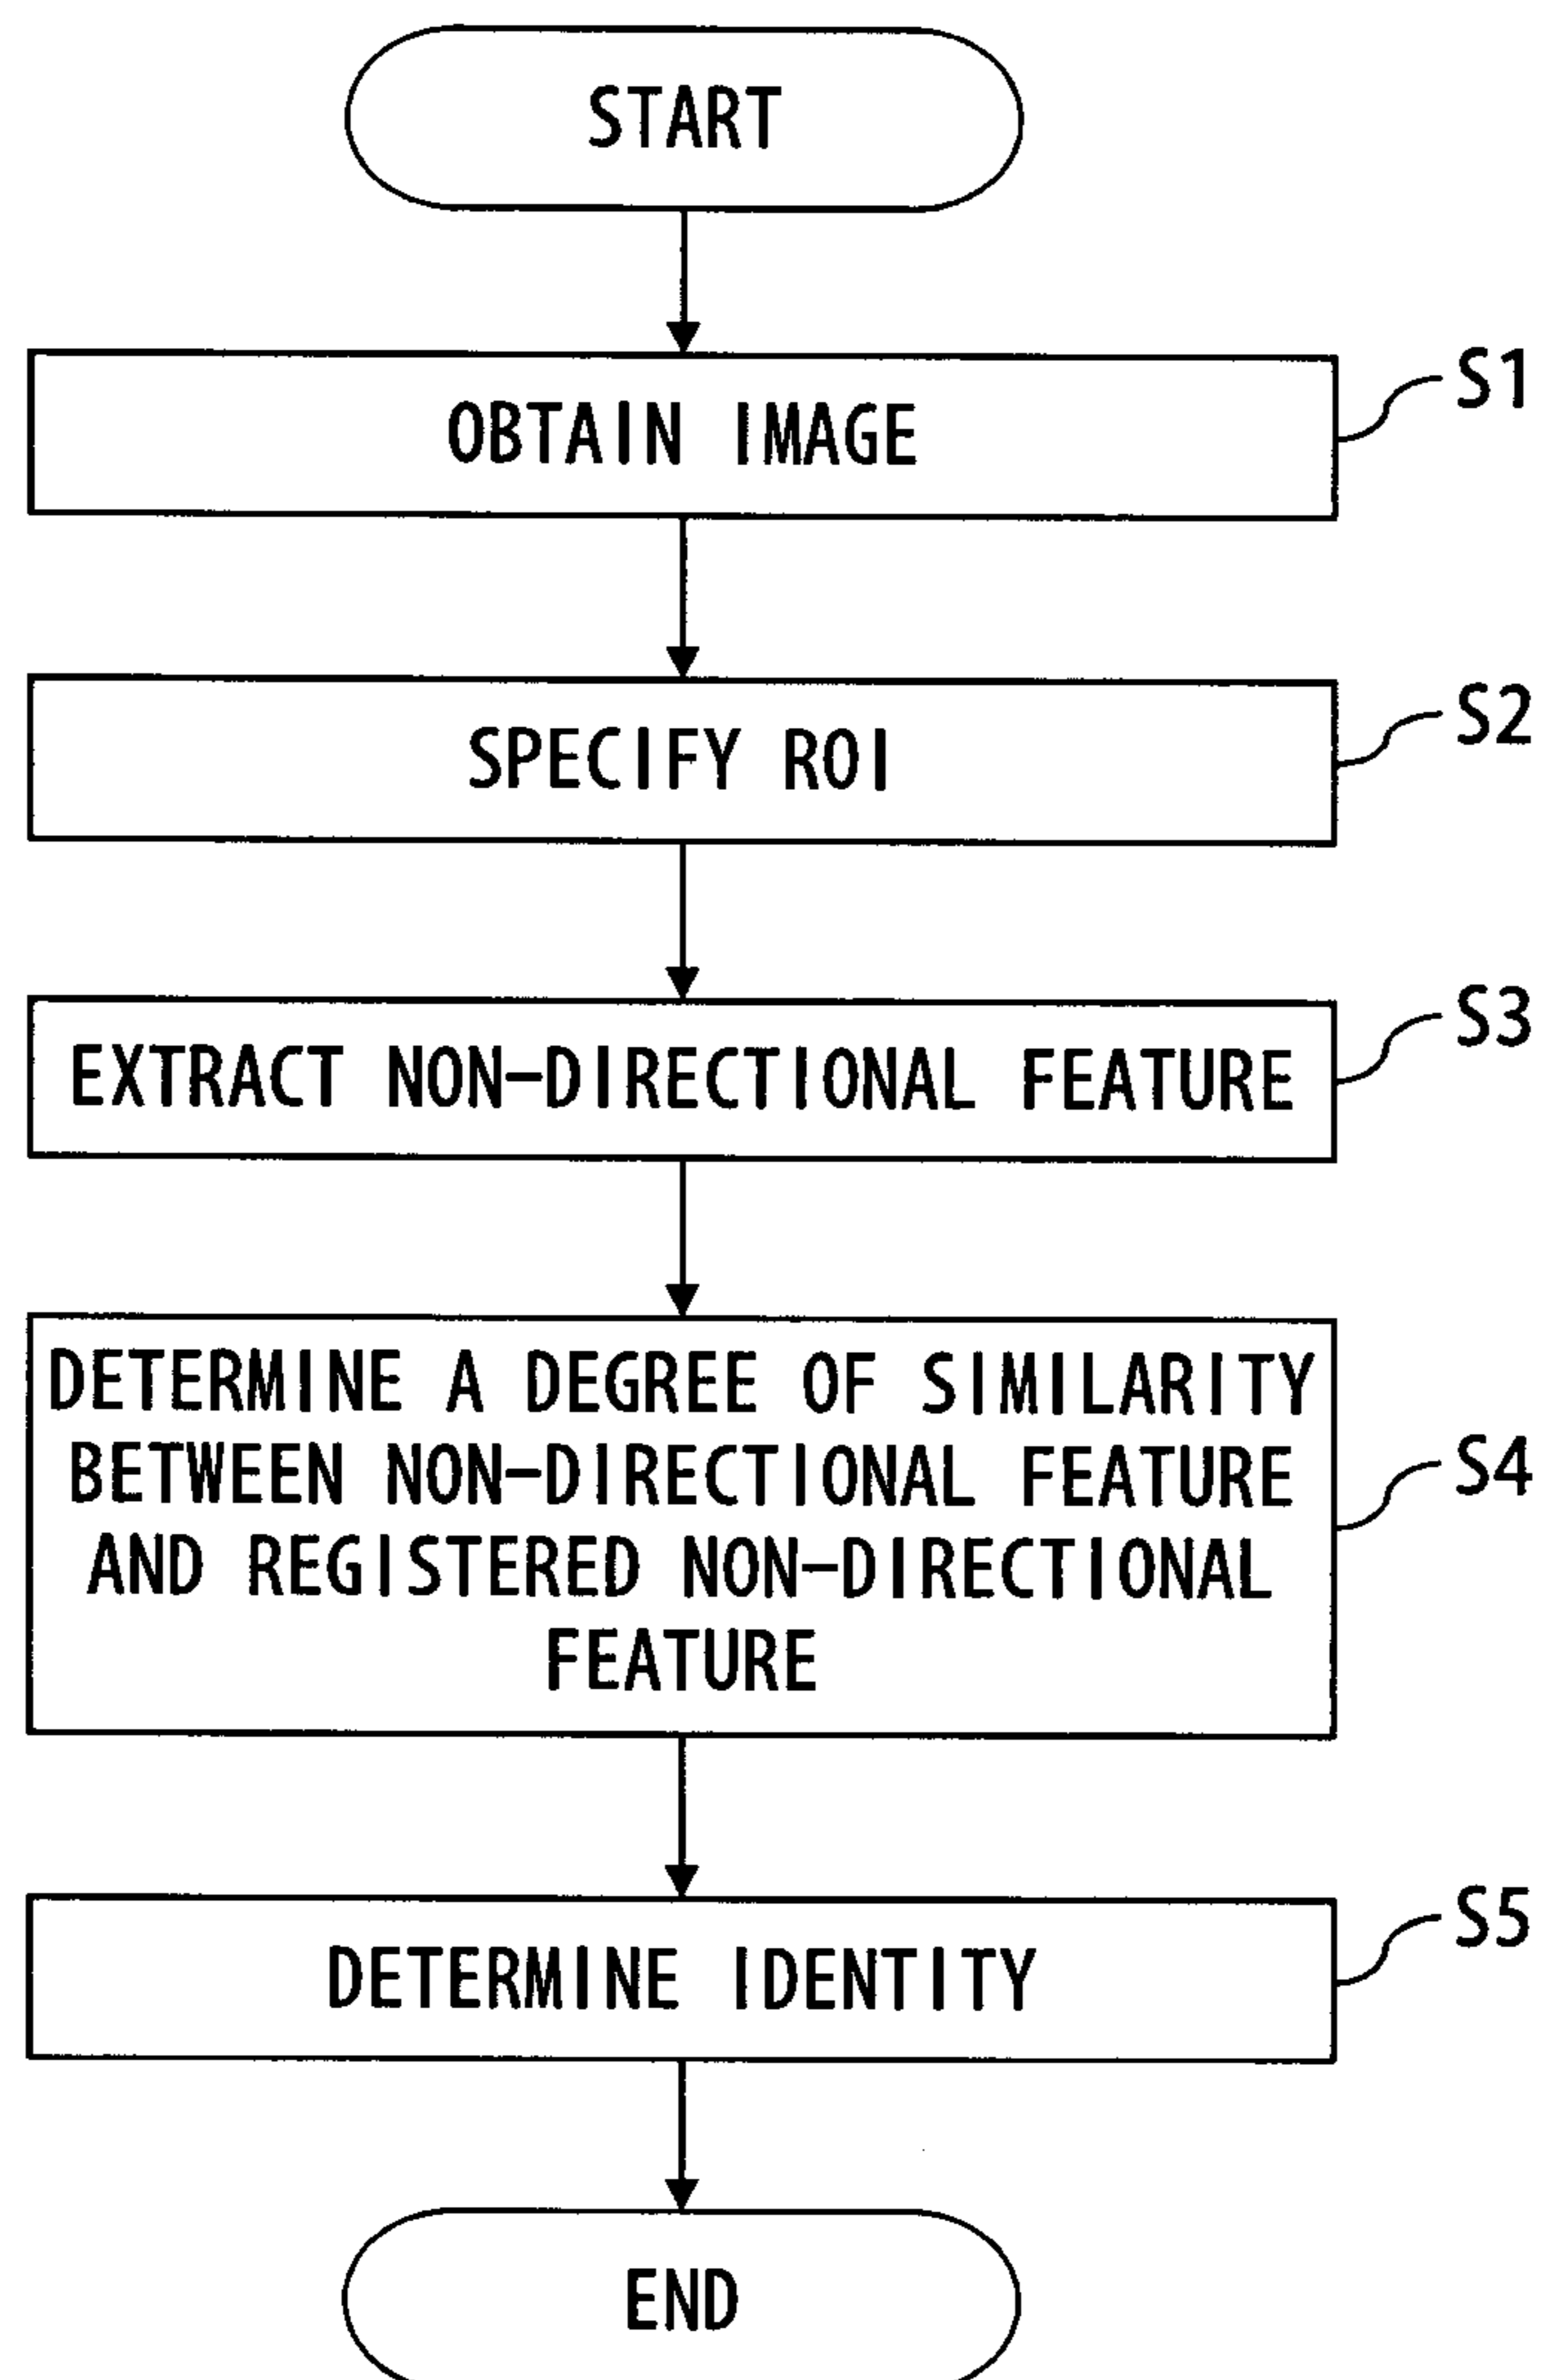 START
OBTAIN IMAGE
S1
SPECIFY ROI
S2
EXTRACT NON-DIRECTIONAL FEATURE
S3
DETERMINE A DEGREE OF SIMILARITY
BETWEEN NON-DIRECTIONAL FEATURE
AND REGISTERED NON-DIRECTIONAL
FEATURE
S4
DETERMINE IDENTITY
S5
END